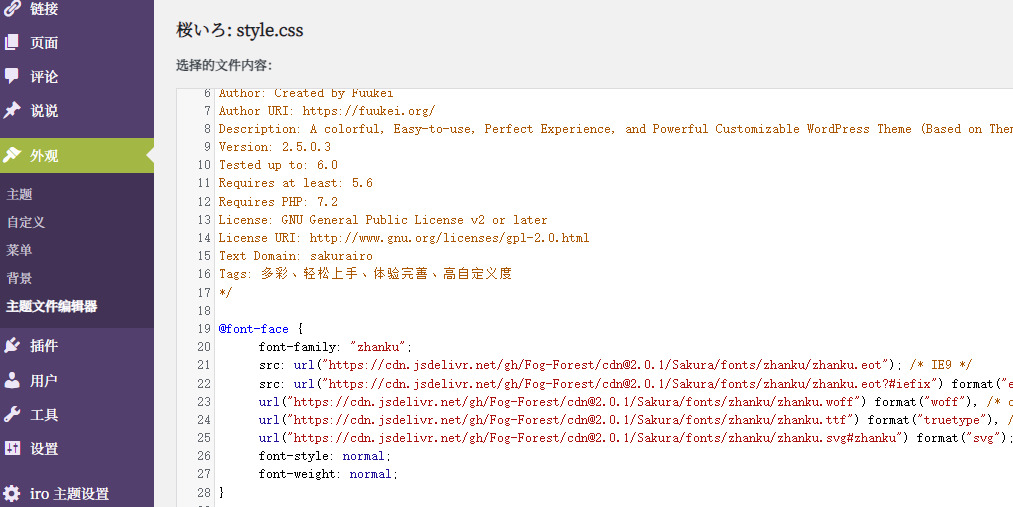 链接
页面
评论
说说
外观
主题
自定义
菜单
背景
主题文件编辑器
插件
用户
工具
设置
iro 主题设置
桜いろ: style.css
选择的文件内容：
6 Author: Created by Fuukei
7 Author URI: https://fuukei.org/
8 Description: A colorful, Easy-to-use, Perfect Experience, and Powerful Customizable WordPress Theme (Based on Then
9 Version: 2.5.0.3
10 Tested up to: 6.0
11 Requires at least: 5.6
12 Requires PHP: 7.2
13 License: GNU General Public License v2 or later
14 License URI: http://www.gnu.org/licenses/gpl-2.0.html
15 Text Domain: sakurairo
16 Tags: 多彩、轻松上手、体验完善、高自定义度
17 */
18
19 @font-face {
20 font-family: "zhanku";
21 src: url("https://cdn.jsdelivr.net/gh/Fog-Forest/cdn@2.0.1/Sakura/fonts/zhanku/zhanku.eot"); /* IE9 */
22 src: url("https://cdn.jsdelivr.net/gh/Fog-Forest/cdn@2.0.1/Sakura/fonts/zhanku/zhanku.eot?#iefix") format("e
23 url("https://cdn.jsdelivr.net/gh/Fog-Forest/cdn@2.0.1/Sakura/fonts/zhanku/zhanku.woff") format("woff"), /* c
24 url("https://cdn.jsdelivr.net/gh/Fog-Forest/cdn@2.0.1/Sakura/fonts/zhanku/zhanku.ttf") format("truetype"), /
25 url("https://cdn.jsdelivr.net/gh/Fog-Forest/cdn@2.0.1/Sakura/fonts/zhanku/zhanku.svg#zhanku") format("svg");
26 font-style: normal;
27 font-weight: normal;
28 }